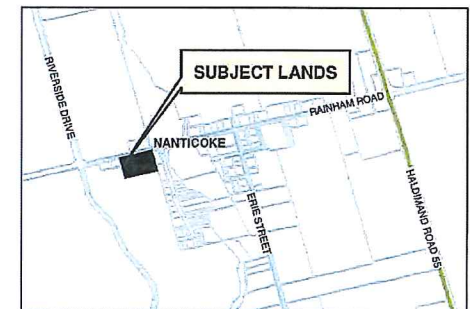 SUBJECT LANDS
RIVERSIDE DRIVE
RAINHAM ROAD
NANTICOKE
ERIE STREET
HALDIMAND ROAD 55